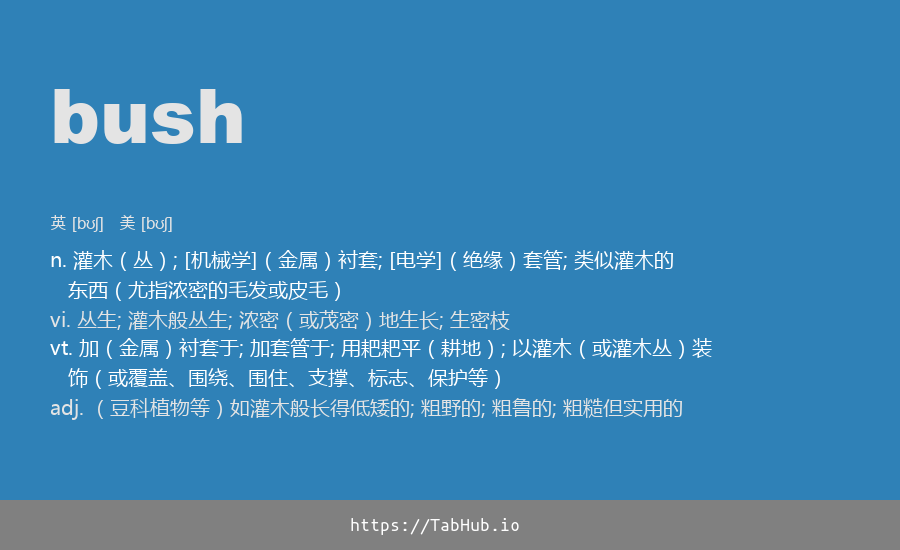 bush
英 [bʊʃ] 美 [bʊʃ]
n. 灌木（丛）; [机械学]（金属）衬套; [电学]（绝缘）套管; 类似灌木的
东西（尤指浓密的毛发或皮毛）
vi. 丛生; 灌木般丛生; 浓密（或茂密）地生长; 生密枝
vt. 加（金属）衬套于; 加套管于; 用耙耙平（耕地）; 以灌木（或灌木丛）装
饰（或覆盖、围绕、围住、支撑、标志、保护等）
adj. （豆科植物等）如灌木般长得低矮的; 粗野的; 粗鲁的; 粗糙但实用的
https://TabHub.io